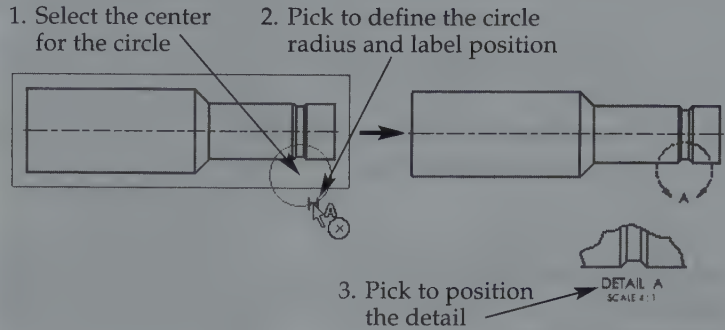 1. Select the center
for the circle
2. Pick to define the circle
radius and label position
A
A
DETAIL A
SCALE 4 : 1
3. Pick to position
the detail